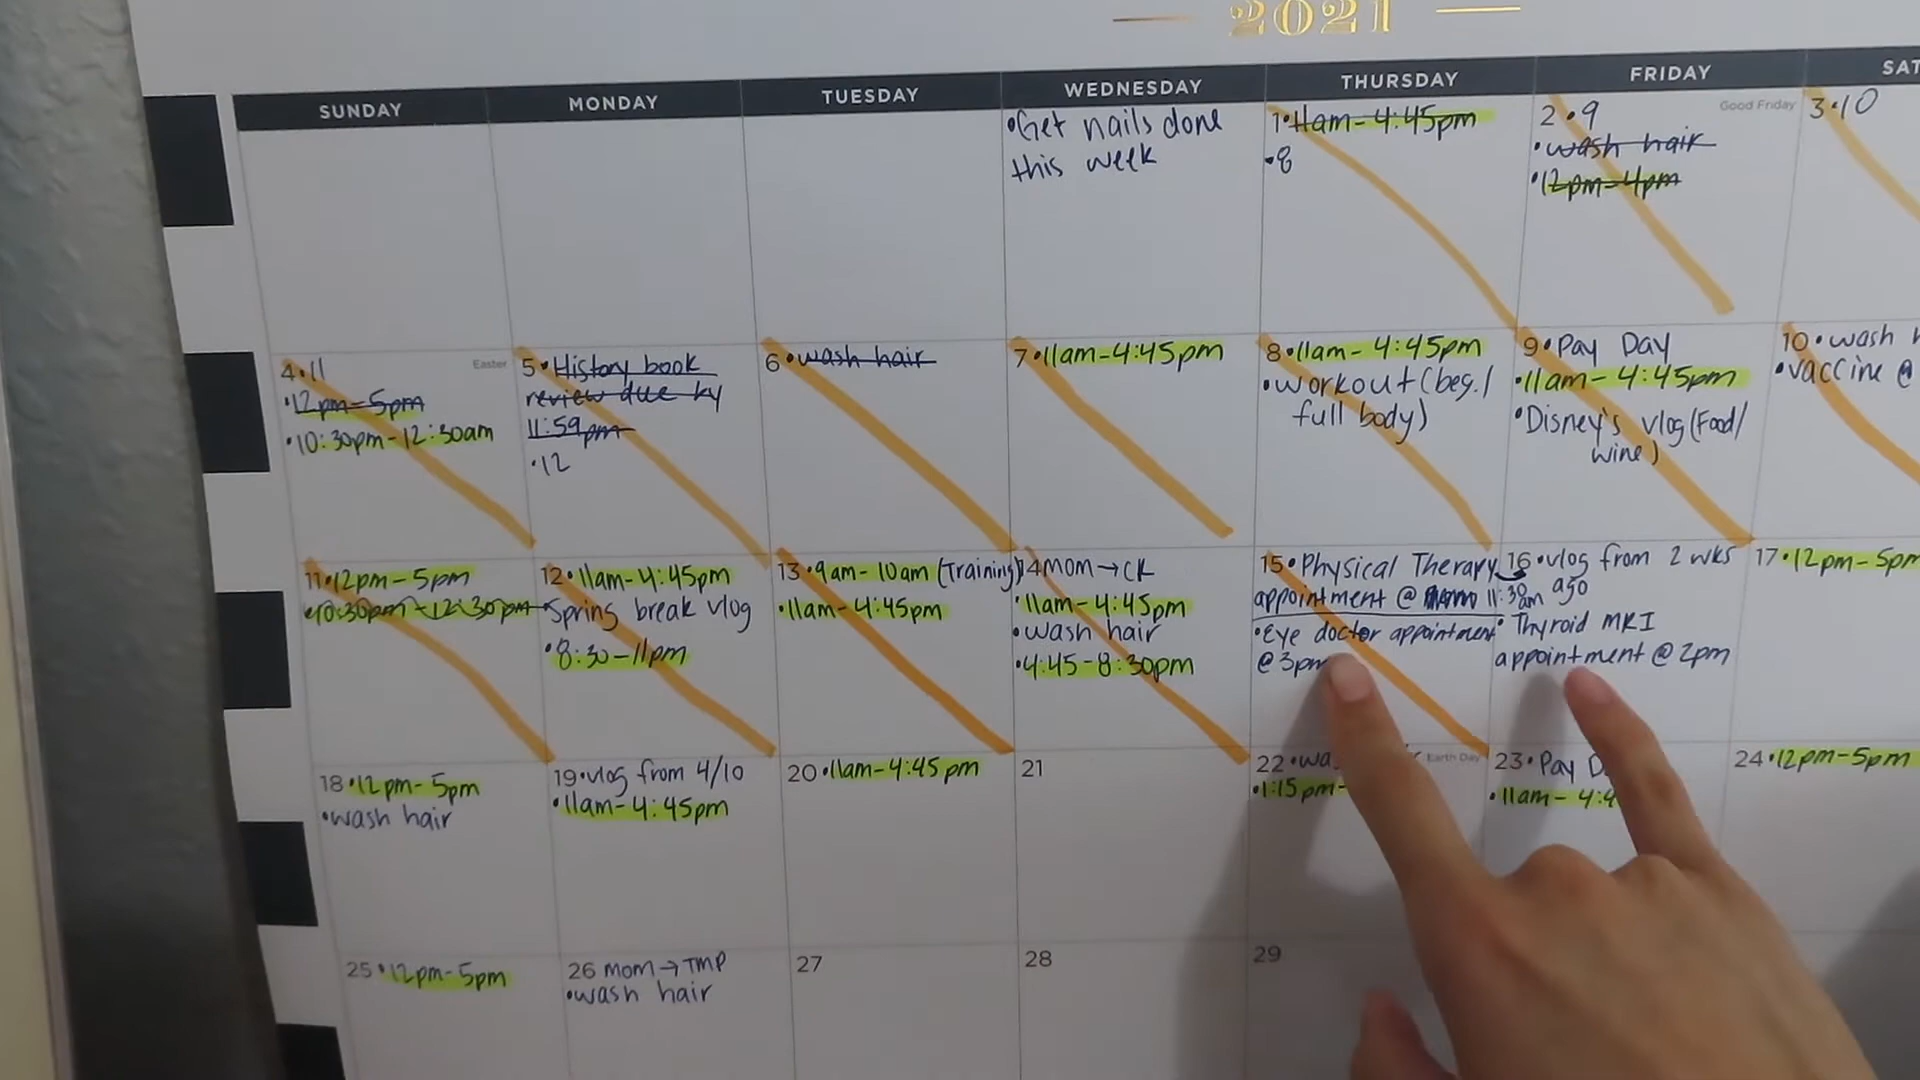 2021
SUNDAY MONDAY TUESDAY WEDNESDAY THURSDAY FRIDAY SAT
•Get nails done
this week
1•11am-4:45pm
•8
2•9
Good Friday
•wash hair
•12pm-4pm
3•10
4•11
Easter
•12pm-5pm
•10:30pm-12:30am
5•History book
review due by
11:59pm
•12
6•wash hair
7•11am-4:45pm
8•11am-4:45pm
•workout (beg./
full body)
9•Pay Day
•11am-4:45pm
•Disney's vlog (Food/
wine)
10•wash
•vaccine @
11•12pm-5pm
•10:30pm-12:30pm
12•11am-4:45pm
•Spring break vlog
•8:30-11pm
13•9am-10am (Training)
•11am-4:45pm
14 mom→CK
•11am-4:45pm
•wash hair
•4:45-8:30pm
15•Physical Therapy
appointment @ 11:30am
•Eye doctor appointment
@ 3pm
16•vlog from 2 wks
ago
•Thyroid MRI
appointment @ 2pm
17•12pm-5pm
18•12pm-5pm
•wash hair
19•vlog from 4/10
•11am-4:45pm
20•11am-4:45pm
21
22•
Earth Day
•1:15pm-
23•Pay
•11am-
24•12pm-5pm
25•12pm-5pm
26 mom→TMP
•wash hair
27
28
29